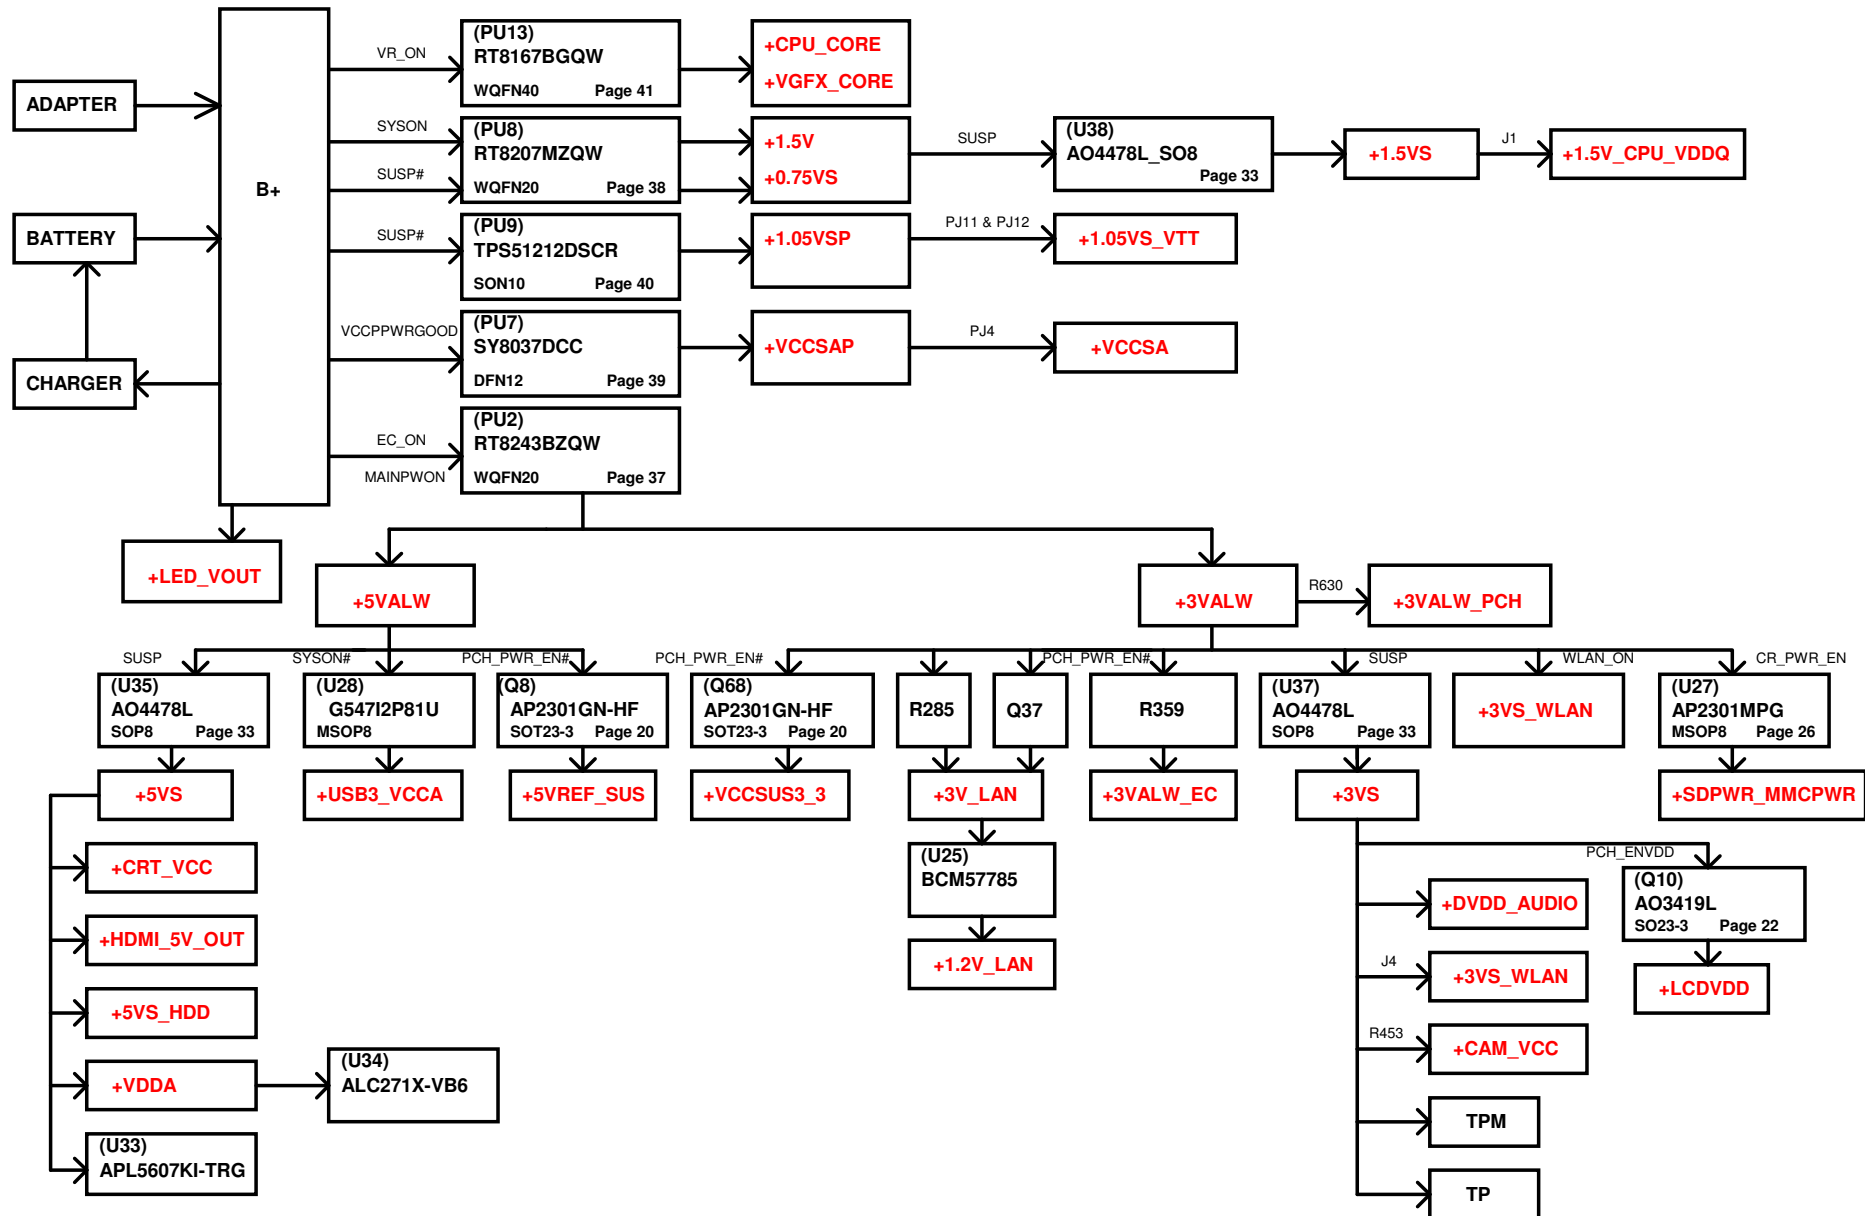 ADAPTER
BATTERY
CHARGER
B+
VR_ON
(PU13)
RT8167BGQW
WQFN40 Page 41
+CPU_CORE
+VGFX_CORE
SYSON
SUSP#
(PU8)
RT8207MZQW
WQFN20 Page 38
+1.5V
+0.75VS
SUSP
(U38)
AO4478L_SO8
Page 33
+1.5VS
J1
+1.5V_CPU_VDDQ
SUSP#
(PU9)
TPS51212DSCR
SON10 Page 40
+1.05VSP
PJ11 & PJ12
+1.05VS_VTT
VCCPPWRGOOD
(PU7)
SY8037DCC
DFN12 Page 39
+VCCSAP
PJ4
+VCCSA
EC_ON
MAINPWON
(PU2)
RT8243BZQW
WQFN20 Page 37
+LED_VOUT
+5VALW
+3VALW
R630
+3VALW_PCH
SUSP
(U35)
AO4478L
SOP8 Page 33
SYSON#
(U28)
G547I2P81U
MSOP8
PCH_PWR_EN#
(Q8)
AP2301GN-HF
SOT23-3 Page 20
PCH_PWR_EN#
(Q68)
AP2301GN-HF
SOT23-3 Page 20
R285
Q37
PCH_PWR_EN#
R359
SUSP
(U37)
AO4478L
SOP8 Page 33
WLAN_ON
+3VS_WLAN
CR_PWR_EN
(U27)
AP2301MPG
MSOP8 Page 26
+5VS
+USB3_VCCA
+5VREF_SUS
+VCCSUS3_3
+3V_LAN
+3VALW_EC
+3VS
+SDPWR_MMCPWR
+CRT_VCC
+HDMI_5V_OUT
+5VS_HDD
+VDDA
(U34)
ALC271X-VB6
(U33)
APL5607KI-TRG
(U25)
BCM57785
+1.2V_LAN
PCH_ENVDD
(Q10)
AO3419L
SO23-3 Page 22
+LCDVDD
+DVDD_AUDIO
J4
+3VS_WLAN
R453
+CAM_VCC
TPM
TP